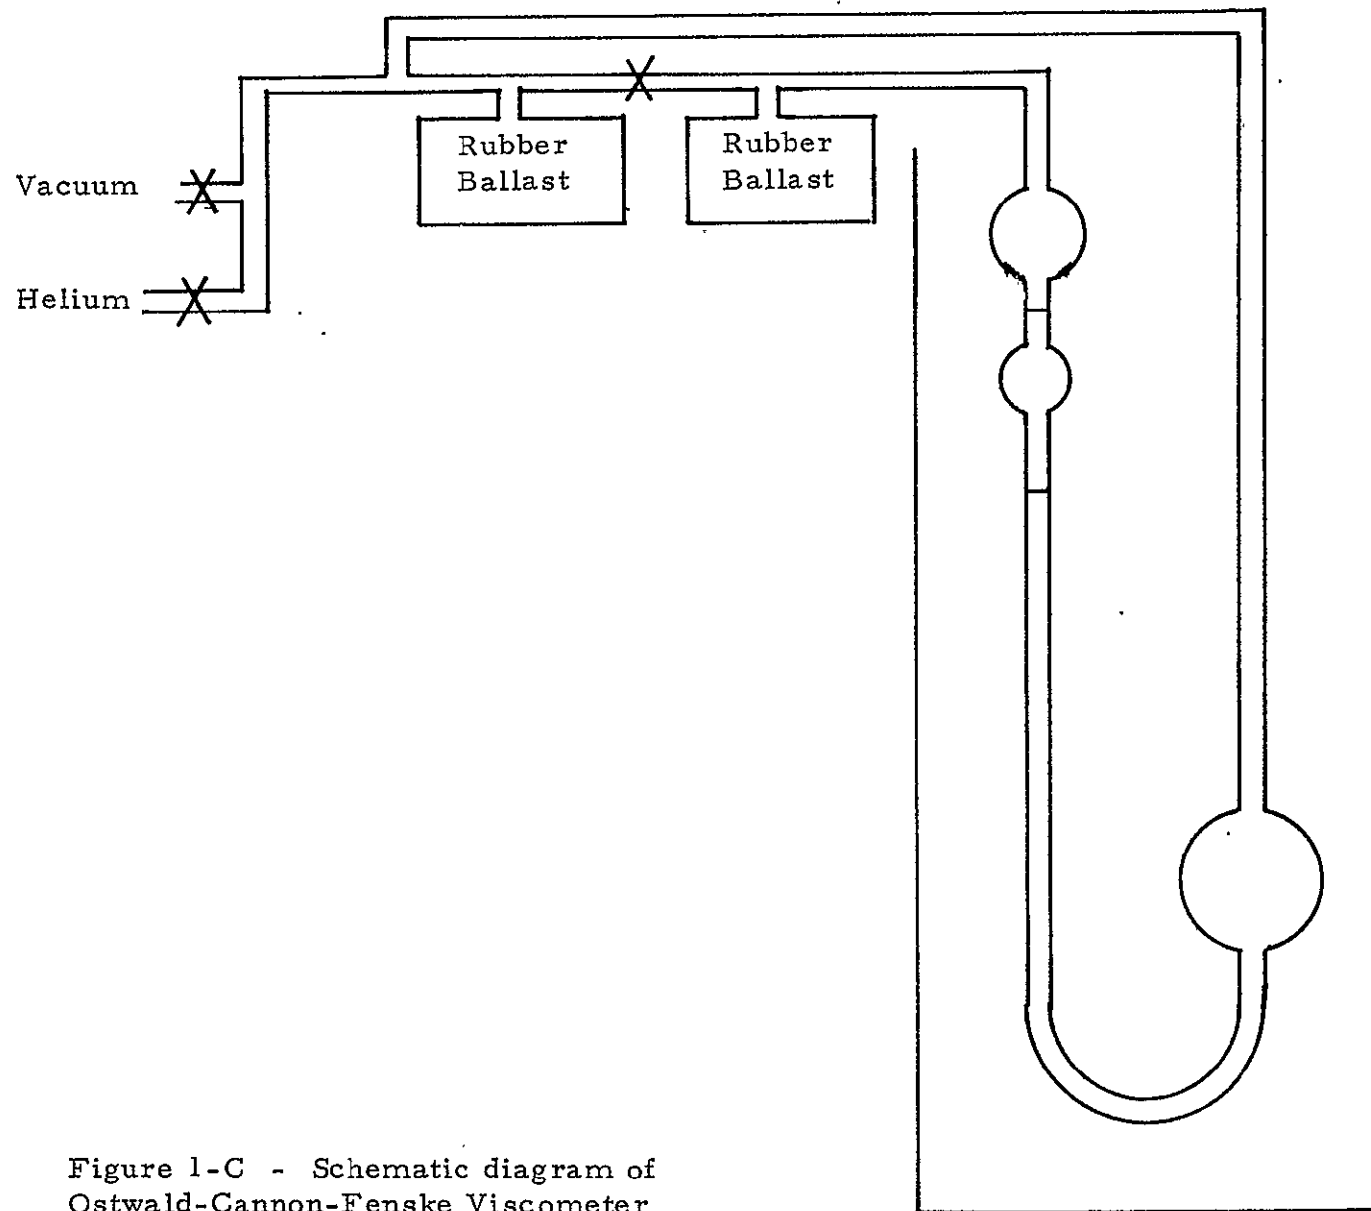 Rubber
Ballast
Rubber
Ballast
Vacuum
Helium
Figure 1-C - Schematic diagram of
Ostwald-Cannon-Fenske Viscometer